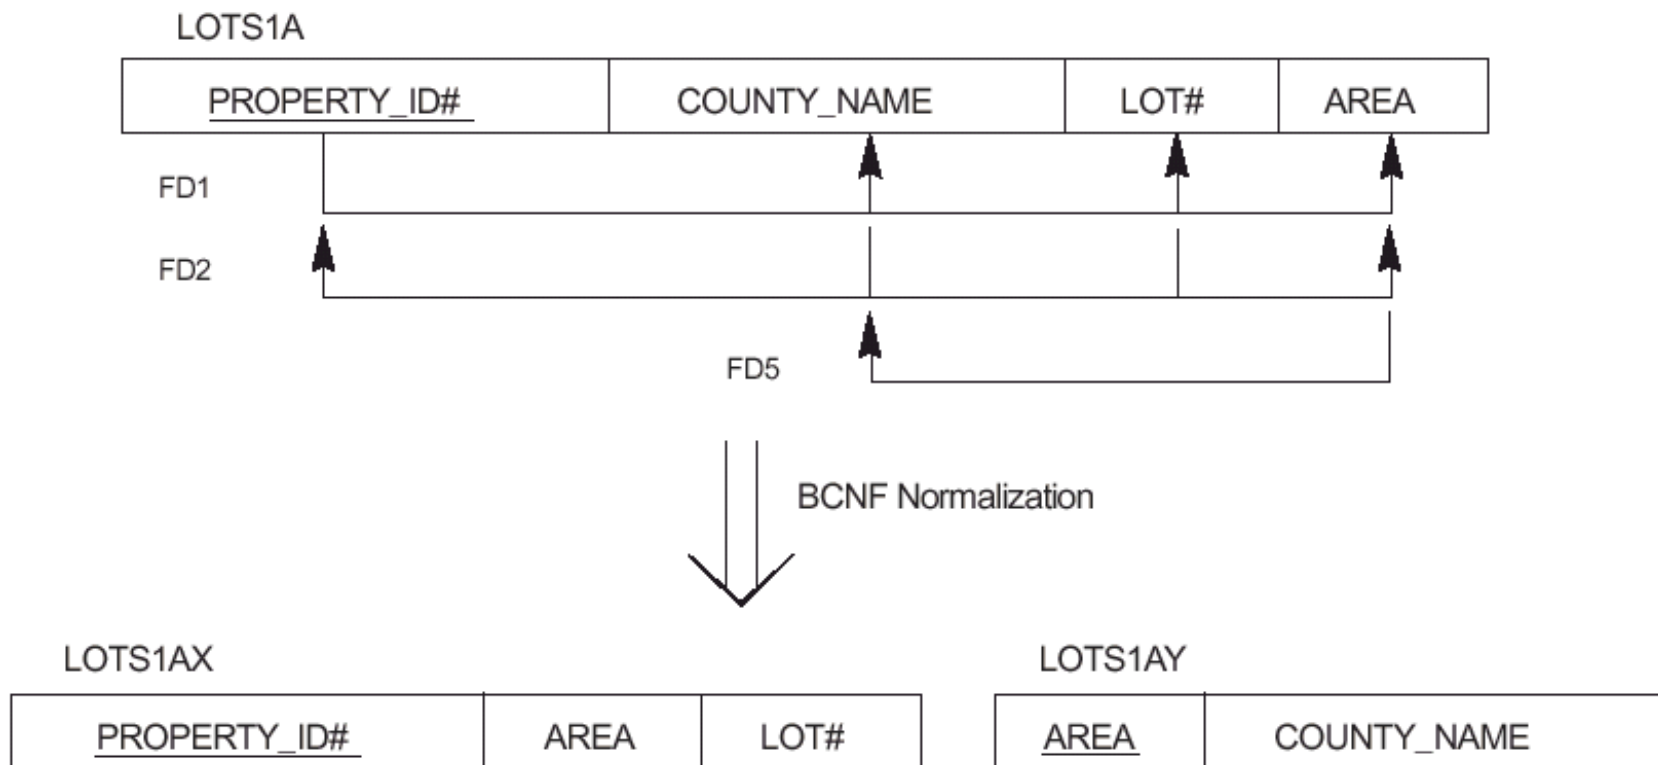 LOTS1A
PROPERTY_ID# COUNTY_NAME LOT# AREA
FD1
FD2
FD5
BCNF Normalization
LOTS1AX LOTS1AY
PROPERTY_ID# AREA LOT# AREA COUNTY_NAME